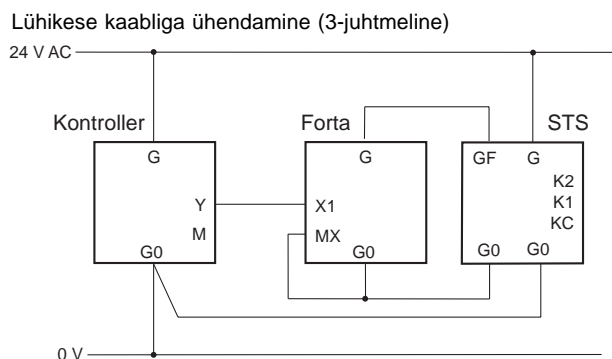 Lühikese kaabliga ühendamine (3-juhtmeline)
24 V AC
Kontroller Forta STS
G G GF G
K2
Y X1 K1
M MX KC
G0 G0 G0 G0
0 V